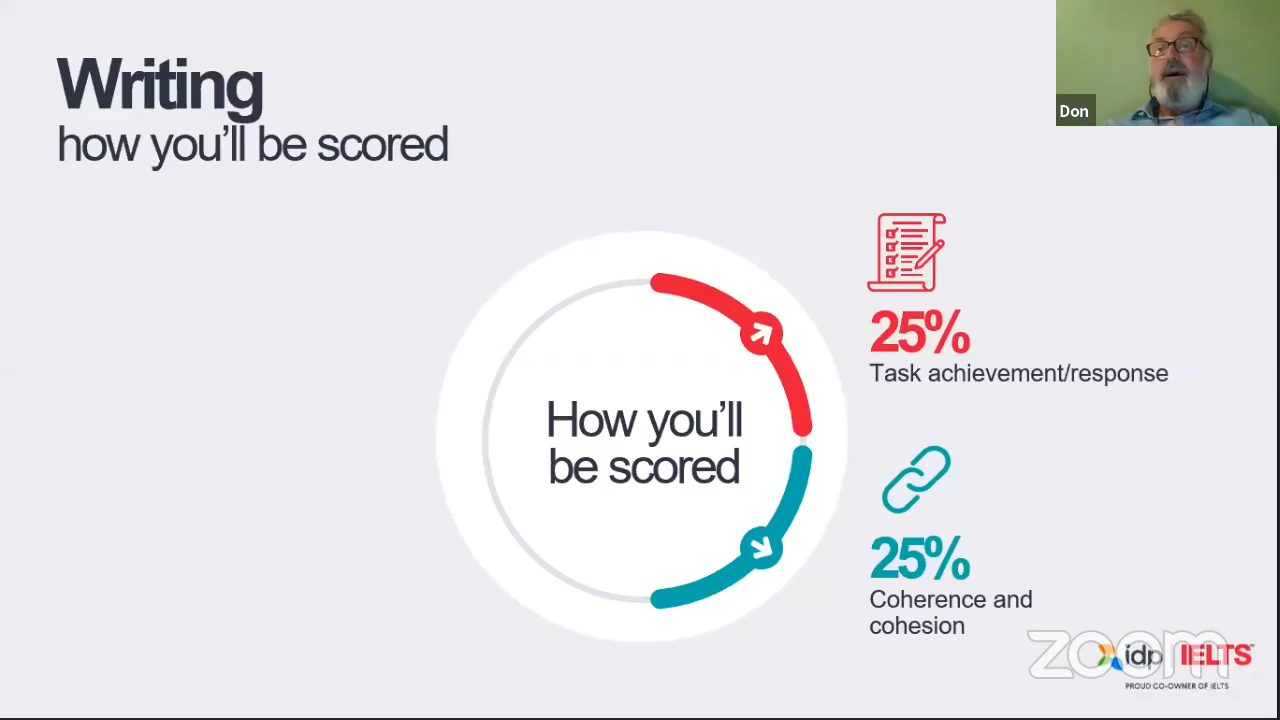 Writing
how you'll be scored
Don
25%
Task achievement/response
How you'll
be scored
25%
Coherence and
cohesion
zoom
idp IELTS
PROUD CO-OWNER OF IELTS